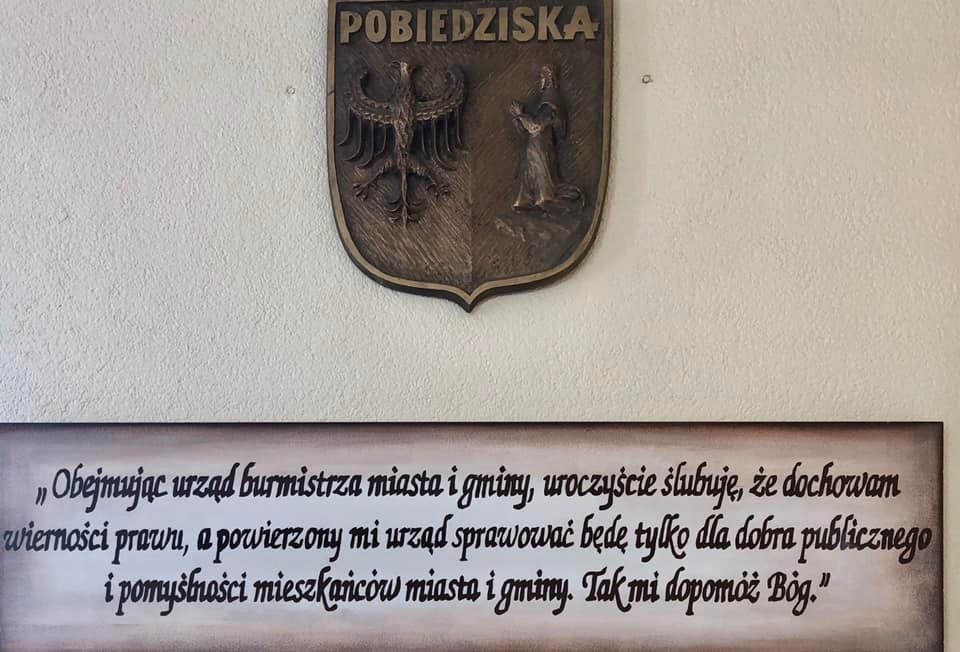 POBIEDZISKA
„Obejmując urząd burmistrza miasta i gminy, uroczyście ślubuję, że dochowam
wierności prawu, a powierzony mi urząd sprawować będę tylko dla dobra publicznego
i pomyślności mieszkańców miasta i gminy. Tak mi dopomóż Bóg.”